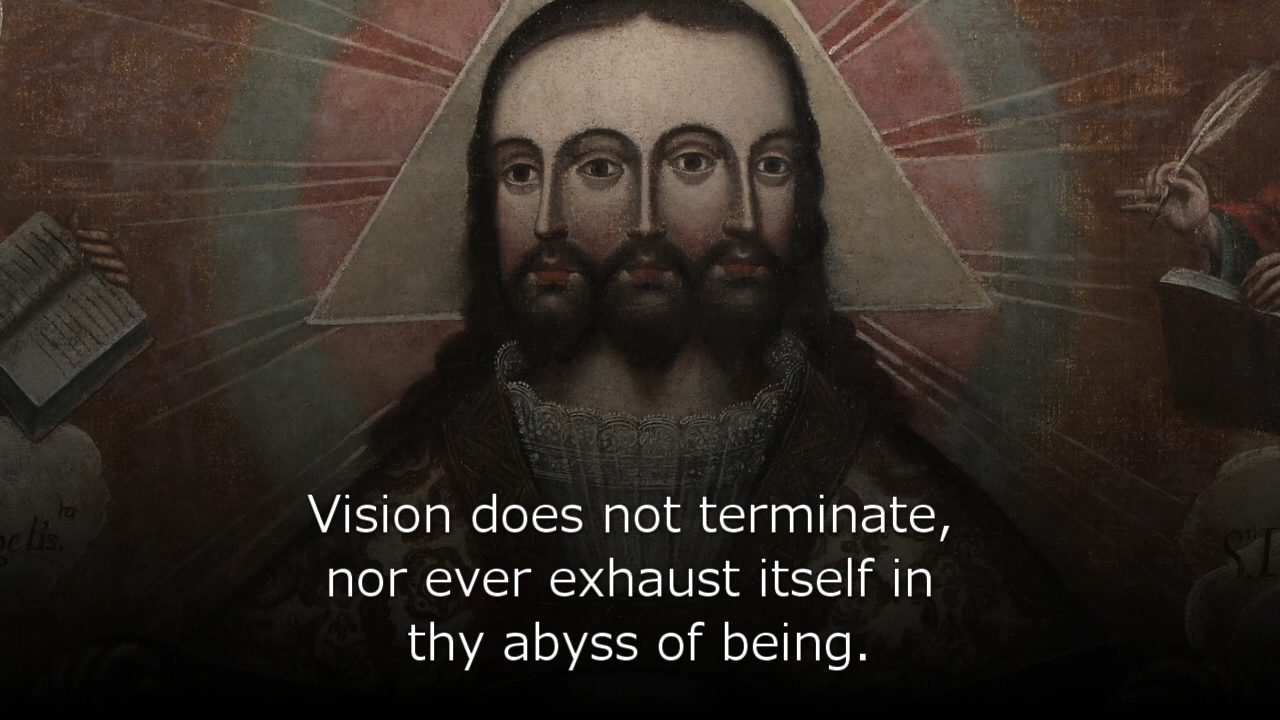 Vision does not terminate,
nor ever exhaust itself in
thy abyss of being.